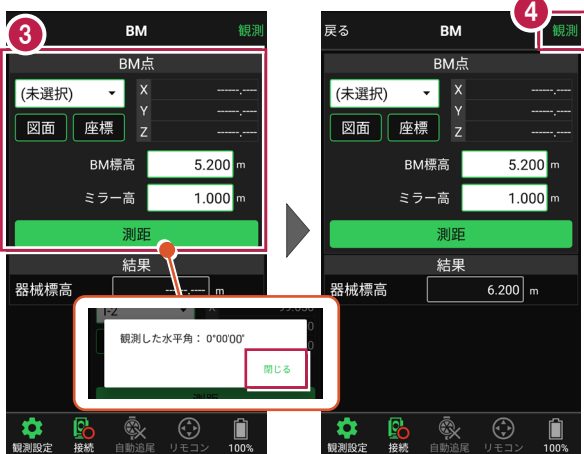 3
BM
観測
BM点
(未選択)
X
-----.----
Y
-----.----
図面
座標
Z
-----.----
BM標高
5.200 m
ミラー高
1.000 m
測距
結果
器械標高
-----.---- m
観測した水平角： 0°00'00"
閉じる
観測設定
接続
自動追尾
リモコン
100%
4
戻る
BM
観測
BM点
(未選択)
X
-----.----
Y
-----.----
図面
座標
Z
-----.----
BM標高
5.200 m
ミラー高
1.000 m
測距
結果
器械標高
6.200 m
観測設定
接続
自動追尾
リモコン
100%